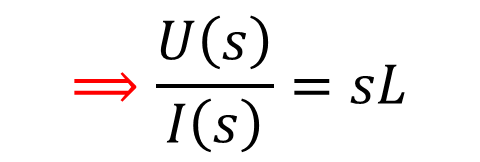 ⟹ U(s)/I(s) = sL